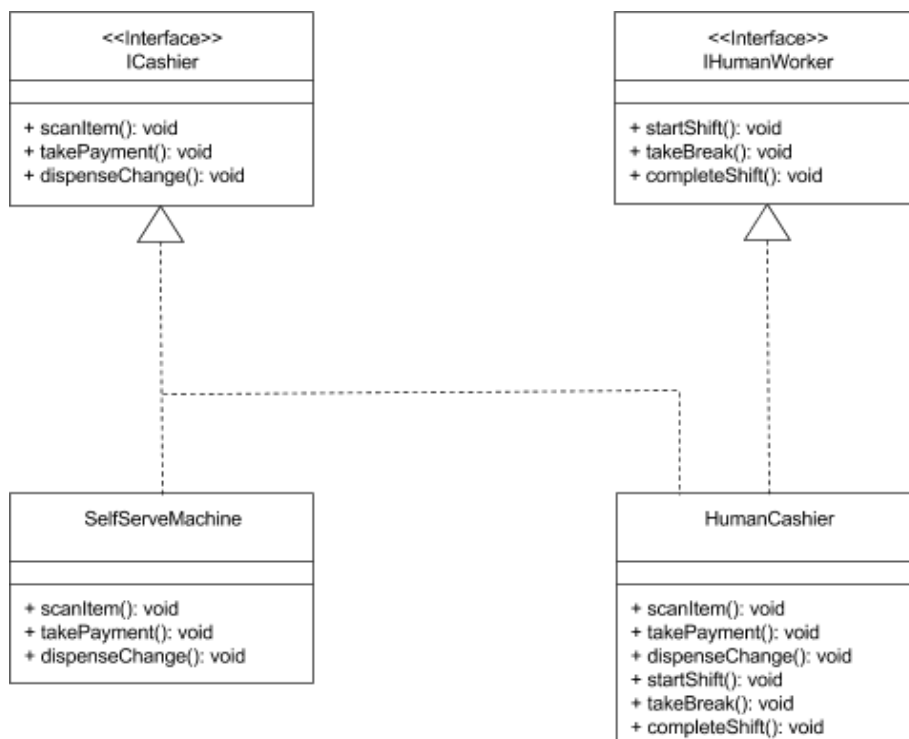 <<Interface>>
ICashier
+ scanItem(): void
+ takePayment(): void
+ dispenseChange(): void
<<Interface>>
IHumanWorker
+ startShift(): void
+ takeBreak(): void
+ completeShift(): void
SelfServeMachine
+ scanItem(): void
+ takePayment(): void
+ dispenseChange(): void
HumanCashier
+ scanItem(): void
+ takePayment(): void
+ dispenseChange(): void
+ startShift(): void
+ takeBreak(): void
+ completeShift(): void